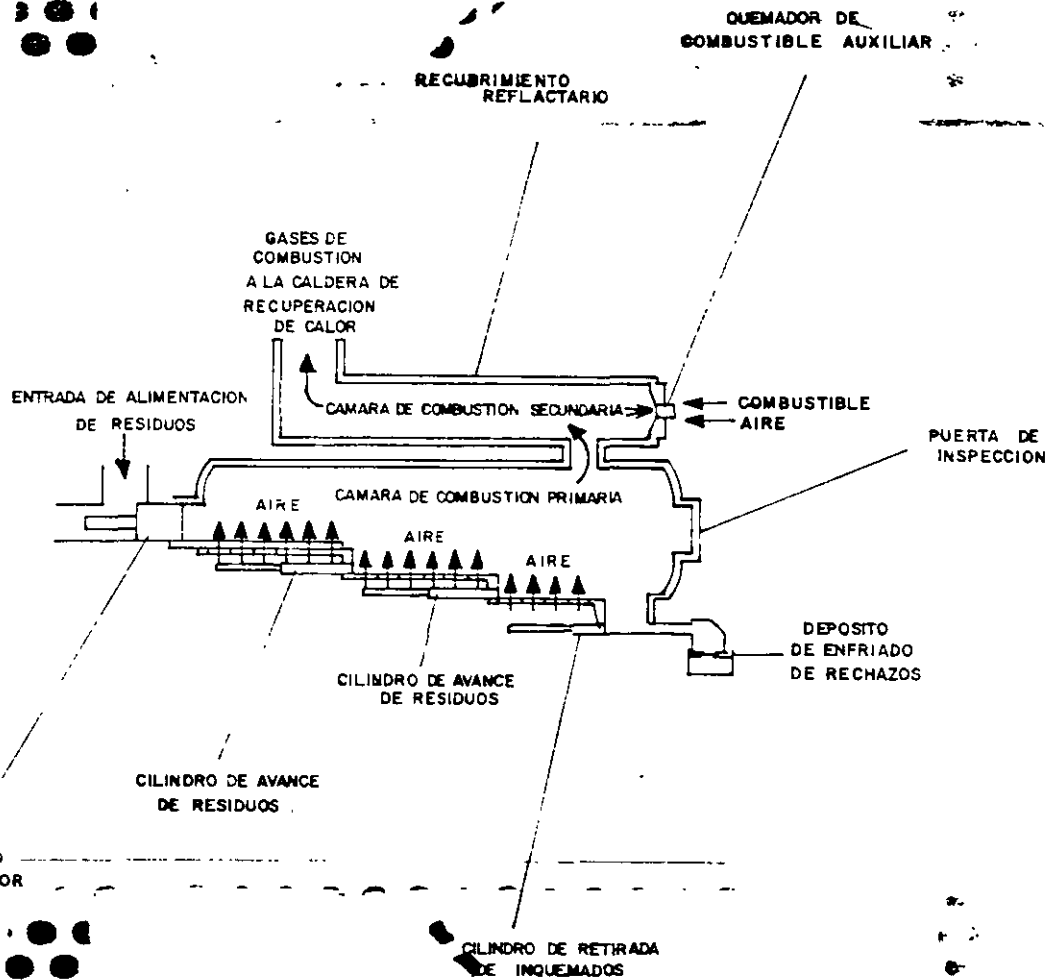 QUEMADOR DE
COMBUSTIBLE AUXILIAR
RECUBRIMIENTO
REFLACTARIO
GASES DE
COMBUSTION
A LA CALDERA DE
RECUPERACION
DE CALOR
ENTRADA DE ALIMENTACION
DE RESIDUOS
CAMARA DE COMBUSTION SECUNDARIA
COMBUSTIBLE
AIRE
PUERTA DE
INSPECCION
CAMARA DE COMBUSTION PRIMARIA
AIRE
AIRE
AIRE
DEPOSITO
DE ENFRIADO
DE RECHAZOS
CILINDRO DE AVANCE
DE RESIDUOS
CILINDRO DE AVANCE
DE RESIDUOS
O
OR
CILINDRO DE RETIRADA
DE INQUEMADOS